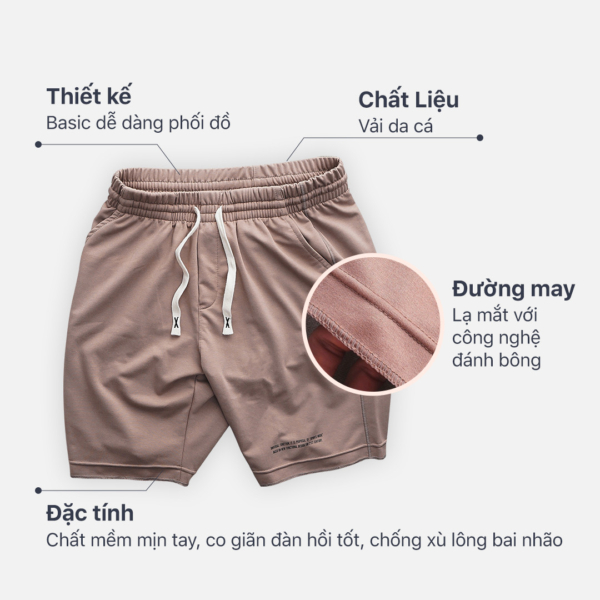 Thiết kế
Basic dễ dàng phối đồ
Chất Liệu
Vải da cá
Đường may
Lạ mắt với
công nghệ
đánh bông
X
X
Đặc tính
Chất mềm mịn tay, co giãn đàn hồi tốt, chống xù lông bai nhão